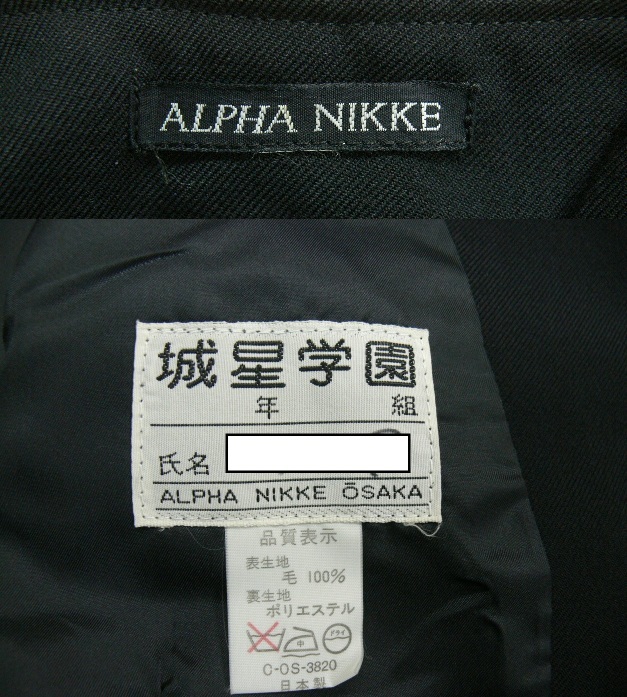 ALPHA NIKKE
城星学園
年 組
氏名
ALPHA NIKKE ŌSAKA
品質表示
表生地
毛 100%
裏生地
ポリエステル
中 ドライ
C-OS-3820
日本製